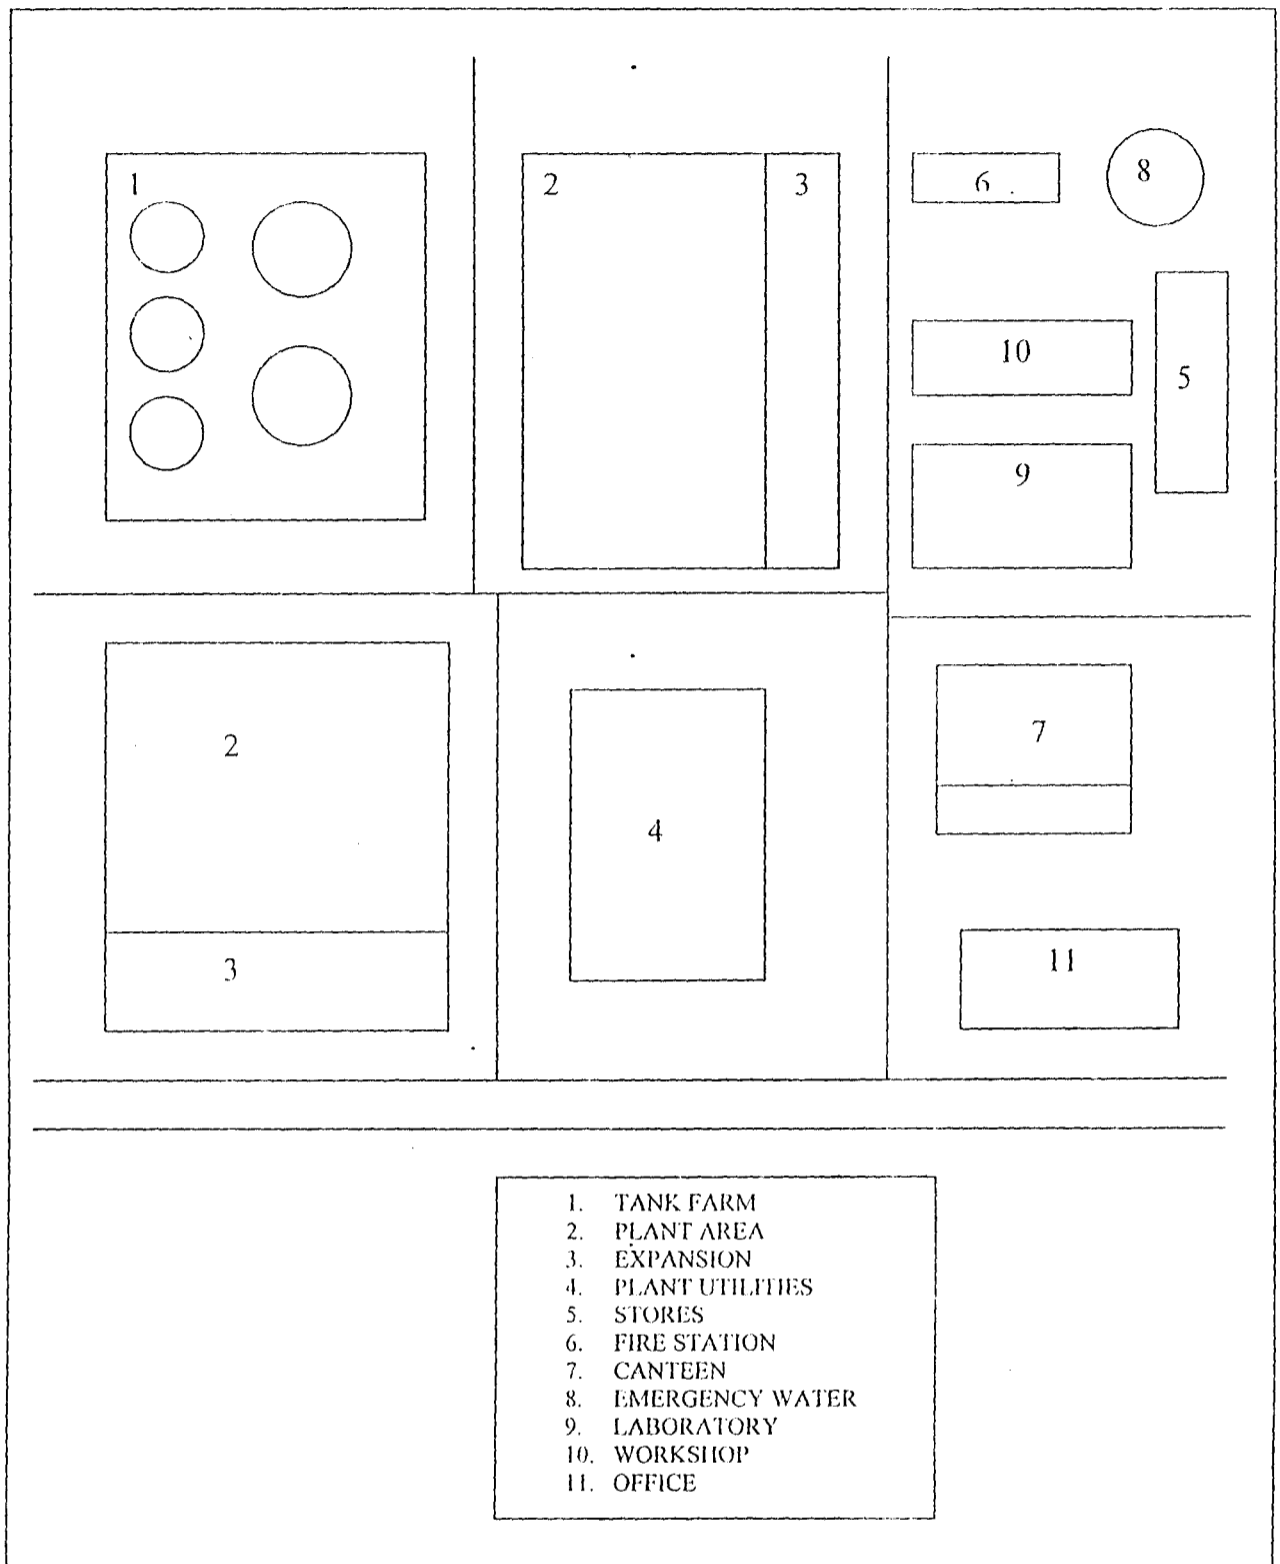 1
2
3
6
8
10
5
9
2
7
4
3
11
1. TANK FARM
2. PLANT AREA
3. EXPANSION
4. PLANT UTILITIES
5. STORES
6. FIRE STATION
7. CANTEEN
8. EMERGENCY WATER
9. LABORATORY
10. WORKSHOP
11. OFFICE